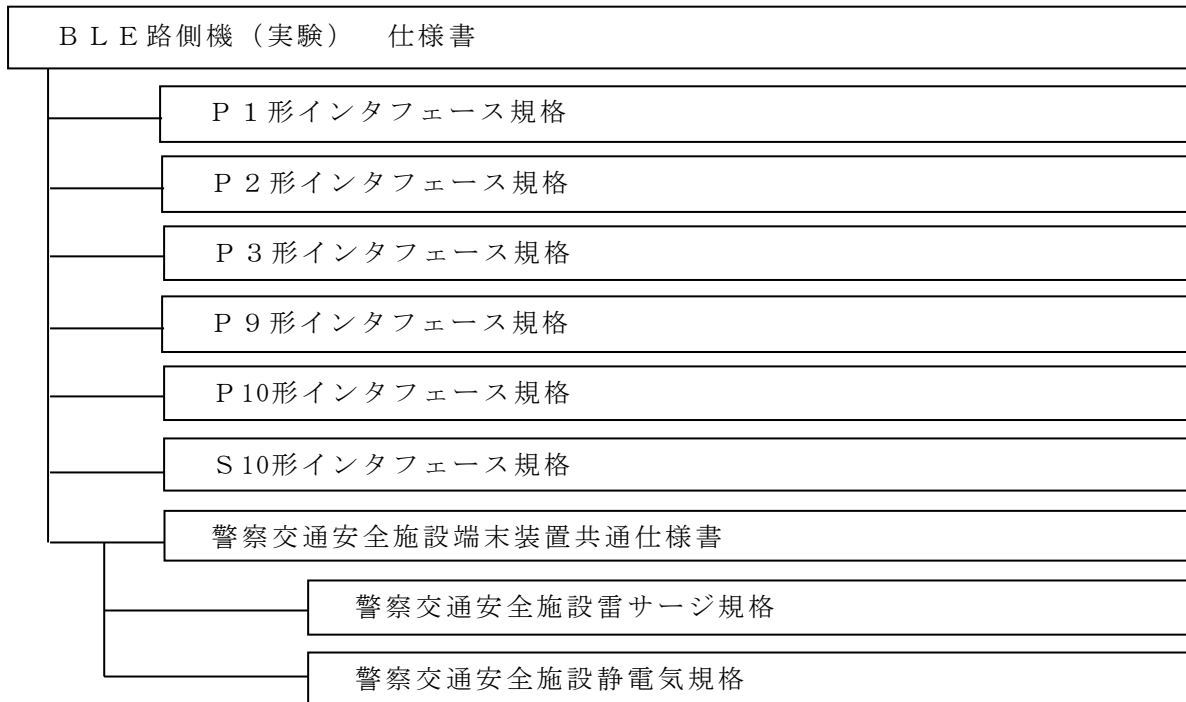 ＢＬＥ路側機（実験）　仕様書
Ｐ１形インタフェース規格
Ｐ２形インタフェース規格
Ｐ３形インタフェース規格
Ｐ９形インタフェース規格
Ｐ10形インタフェース規格
Ｓ10形インタフェース規格
警察交通安全施設端末装置共通仕様書
警察交通安全施設雷サージ規格
警察交通安全施設静電気規格